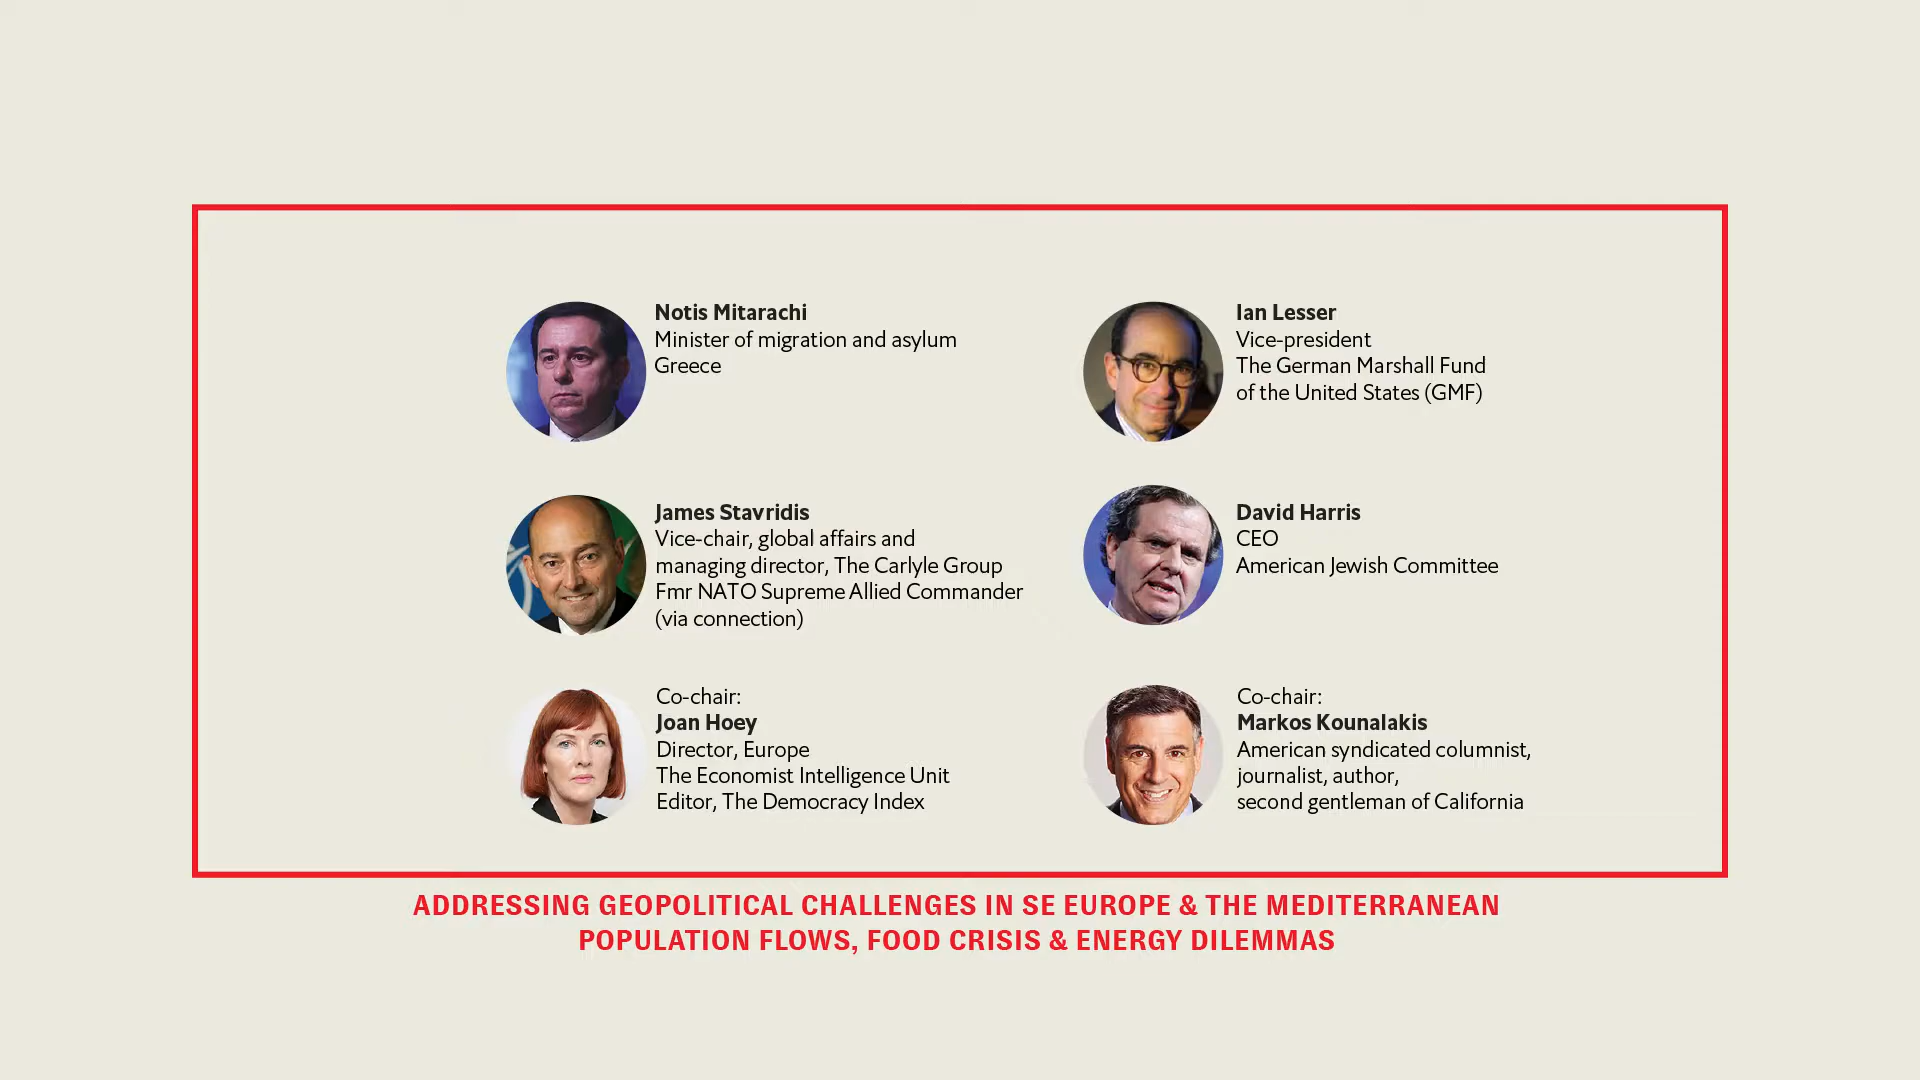 Notis Mitarachi
Minister of migration and asylum
Greece
Ian Lesser
Vice-president
The German Marshall Fund
of the United States (GMF)
James Stavridis
Vice-chair, global affairs and
managing director, The Carlyle Group
Fmr NATO Supreme Allied Commander
(via connection)
David Harris
CEO
American Jewish Committee
Co-chair:
Joan Hoey
Director, Europe
The Economist Intelligence Unit
Editor, The Democracy Index
Co-chair:
Markos Kounalakis
American syndicated columnist,
journalist, author,
second gentleman of California
ADDRESSING GEOPOLITICAL CHALLENGES IN SE EUROPE & THE MEDITERRANEAN
POPULATION FLOWS, FOOD CRISIS & ENERGY DILEMMAS